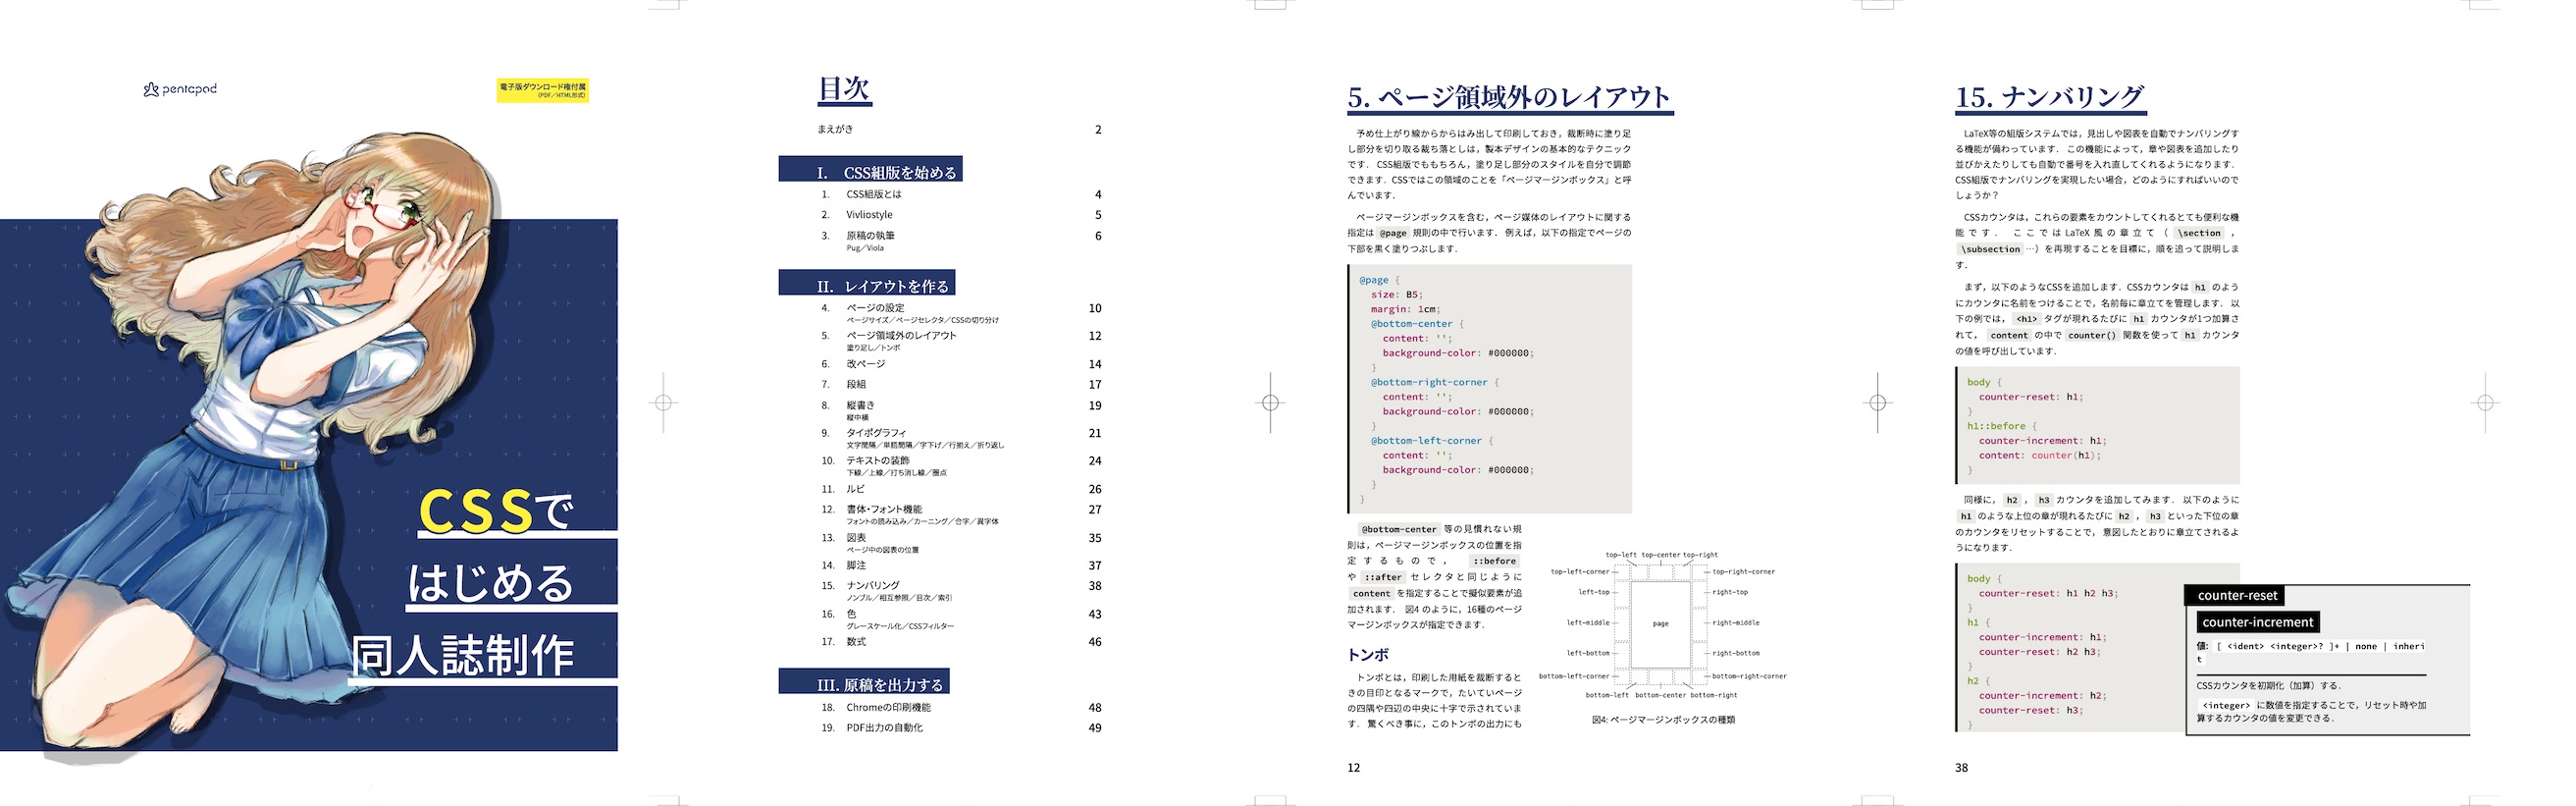 pentapod
電子版ダウンロード権付属
(PDF／HTML形式)
CSSで
はじめる
同人誌制作
目次
まえがき 2
I. CSS組版を始める
1. CSS組版とは 4
2. Vivliostyle 5
3. 原稿の執筆 6
Pug／Viola
II. レイアウトを作る
4. ページの設定 10
ページサイズ／ページセレクタ／CSSの切り分け
5. ページ領域外のレイアウト 12
塗り足し／トンボ
6. 改ページ 14
7. 段組 17
8. 縦書き 19
縦中横
9. タイポグラフィ 21
文字間隔／単語間隔／字下げ／行揃え／折り返し
10. テキストの装飾 24
下線／上線／打ち消し線／圏点
11. ルビ 26
12. 書体・フォント機能 27
フォントの読み込み／カーニング／合字／異字体
13. 図表 35
ページ中の図表の位置
14. 脚注 37
15. ナンバリング 38
ノンブル／相互参照／目次／索引
16. 色 43
グレースケール化／CSSフィルター
17. 数式 46
III. 原稿を出力する
18. Chromeの印刷機能 48
19. PDF出力の自動化 49
5. ページ領域外のレイアウト
予め仕上がり線からからはみ出して印刷しておき，裁断時に塗り足
し部分を切り取る裁ち落としは，製本デザインの基本的なテクニック
です． CSS組版でももちろん，塗り足し部分のスタイルを自分で調節
できます．CSSではこの領域のことを「ページマージンボックス」と呼
んでいます．
ページマージンボックスを含む，ページ媒体のレイアウトに関する
指定は @page 規則の中で行います． 例えば，以下の指定でページの
下部を黒く塗りつぶします．
@page {
size: B5;
margin: 1cm;
@bottom-center {
content: '';
background-color: #000000;
}
@bottom-right-corner {
content: '';
background-color: #000000;
}
@bottom-left-corner {
content: '';
background-color: #000000;
}
}
@bottom-center 等の見慣れない規
則は，ページマージンボックスの位置を指
定するもので， ::before
や ::after セレクタと同じように
content を指定することで擬似要素が追
加されます． 図4 のように，16種のページ
マージンボックスが指定できます．
トンボ
トンボとは，印刷した用紙を裁断すると
きの目印となるマークで，たいていページ
の四隅や四辺の中央に十字で示されていま
す． 驚くべき事に，このトンボの出力にも
top-left top-center top-right
top-left-corner top-right-corner
left-top right-top
left-middle page right-middle
left-bottom right-bottom
bottom-left-corner bottom-right-corner
bottom-left bottom-center bottom-right
図4: ページマージンボックスの種類
12
15. ナンバリング
LaTeX等の組版システムでは，見出しや図表を自動でナンバリングす
る機能が備わっています． この機能によって，章や図表を追加したり
並びかえたりしても自動で番号を入れ直してくれるようになります．
CSS組版でナンバリングを実現したい場合，どのようにすればいいので
しょうか？
CSSカウンタは，これらの要素をカウントしてくれるとても便利な機
能です． ここではLaTeX風の章立て（ \section ，
\subsection …）を再現することを目標に，順を追って説明しま
す．
まず，以下のようなCSSを追加します．CSSカウンタは h1 のよう
にカウンタに名前をつけることで，名前毎に章立てを管理します． 以
下の例では， <h1> タグが現れるたびに h1 カウンタが1つ加算さ
れて， content の中で counter() 関数を使って h1 カウンタ
の値を呼び出しています．
body {
counter-reset: h1;
}
h1::before {
counter-increment: h1;
content: counter(h1);
}
同様に， h2 ， h3 カウンタを追加してみます． 以下のように
h1 のような上位の章が現れるたびに h2 ， h3 といった下位の章
のカウンタをリセットすることで， 意図したとおりに章立てされるよ
うになります．
body {
counter-reset: h1 h2 h3;
}
h1 {
counter-increment: h1;
counter-reset: h2 h3;
}
h2 {
counter-increment: h2;
counter-reset: h3;
}
counter-reset
counter-increment
値: [ <ident> <integer>? ]+ | none | inheri
t
CSSカウンタを初期化（加算）する．
<integer> に数値を指定することで，リセット時や加
算するカウンタの値を変更できる．
38